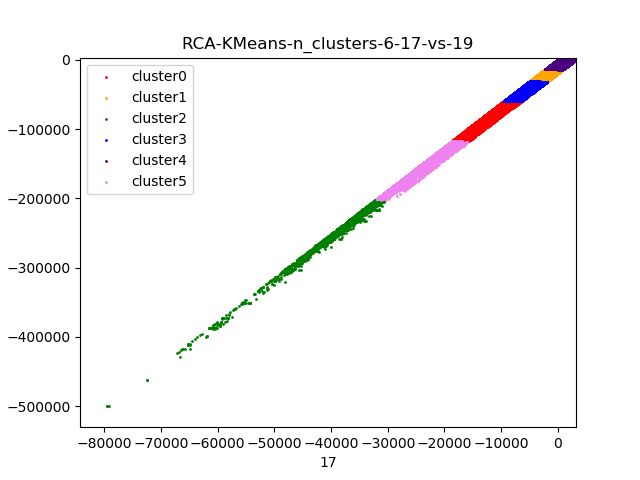 RCA-KMeans-n_clusters-6-17-vs-19
0
−100000
−200000
−300000
−400000
−500000
cluster0
cluster1
cluster2
cluster3
cluster4
cluster5
−80000 −70000 −60000 −50000 −40000 −30000 −20000 −10000 0
17